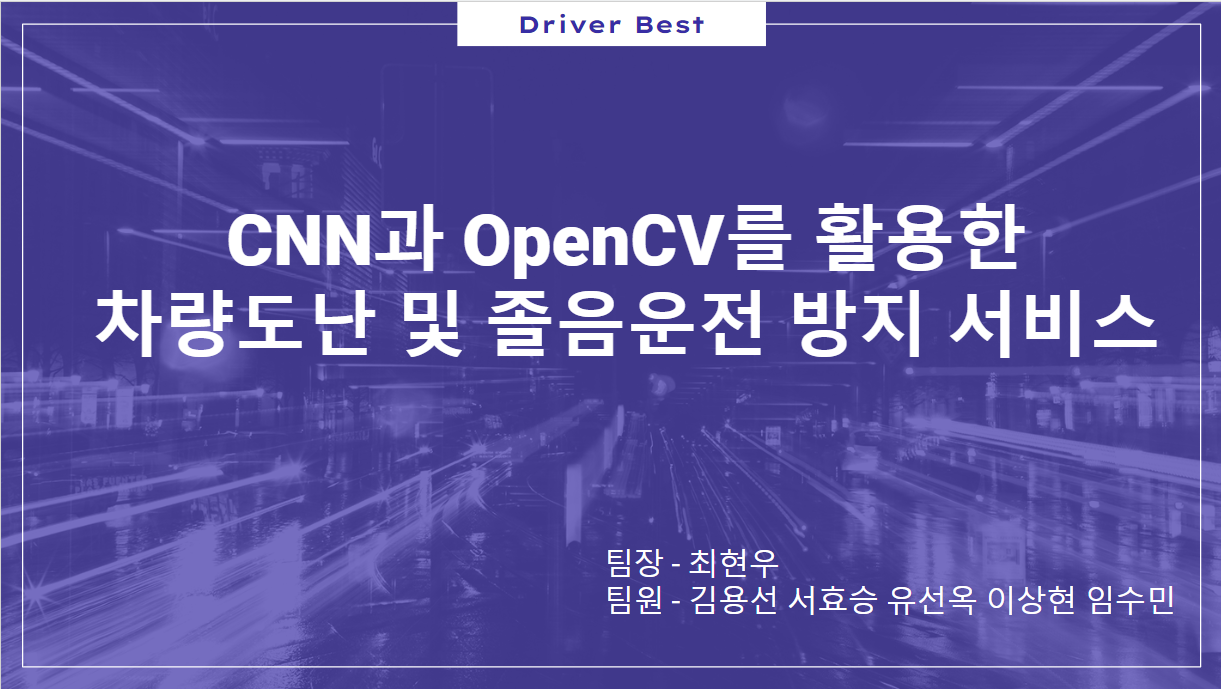 Driver Best
CNN과 OpenCV를 활용한
차량도난 및 졸음운전 방지 서비스
팀장 - 최현우
팀원 - 김용선 서효승 유선옥 이상현 임수민